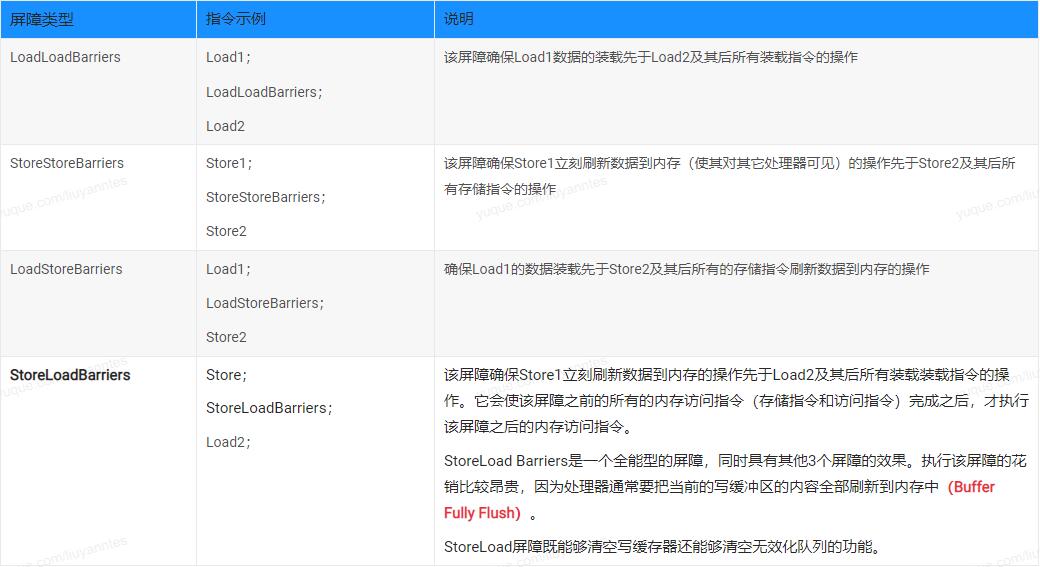 屏障类型
指令示例
说明
LoadLoadBarriers
Load1;
LoadLoadBarriers;
Load2
该屏障确保Load1数据的装载先于Load2及其后所有装载指令的操作
StoreStoreBarriers
Store1;
StoreStoreBarriers;
Store2
该屏障确保Store1立刻刷新数据到内存（使其对其它处理器可见）的操作先于Store2及其后所
有存储指令的操作
LoadStoreBarriers
Load1;
LoadStoreBarriers;
Store2
确保Load1的数据装载先于Store2及其后所有的存储指令刷新数据到内存的操作
StoreLoadBarriers
Store;
StoreLoadBarriers;
Load2;
该屏障确保Store1立刻刷新数据到内存的操作先于Load2及其后所有装载装载指令的操
作。它会使该屏障之前的所有的内存访问指令（存储指令和访问指令）完成之后，才执行
该屏障之后的内存访问指令。
StoreLoad Barriers是一个全能型的屏障，同时具有其他3个屏障的效果。执行该屏障的花
销比较昂贵，因为处理器通常要把当前的写缓冲区的内容全部刷新到内存中（Buffer
Fully Flush）。
StoreLoad屏障既能够清空写缓存器还能够清空无效化队列的功能。
yuque.com/liuyanntes